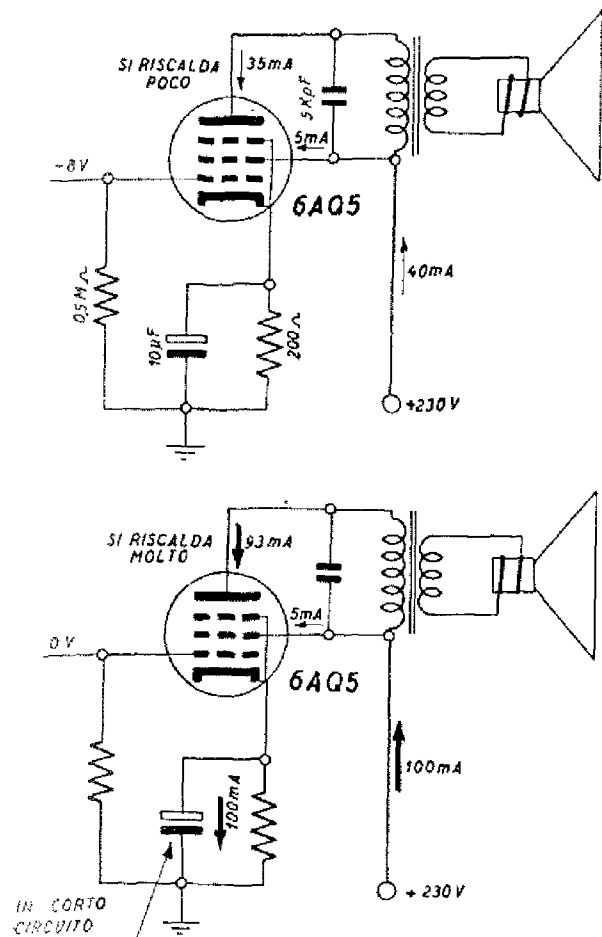 SI RISCALDA
POCO
35mA
5KpF
5mA
-8V
6AQ5
40mA
0,5MΩ
10µF
200Ω
+230V
SI RISCALDA
MOLTO
93mA
5mA
0V
6AQ5
100mA
100mA
+230V
IN CORTO
CIRCUITO